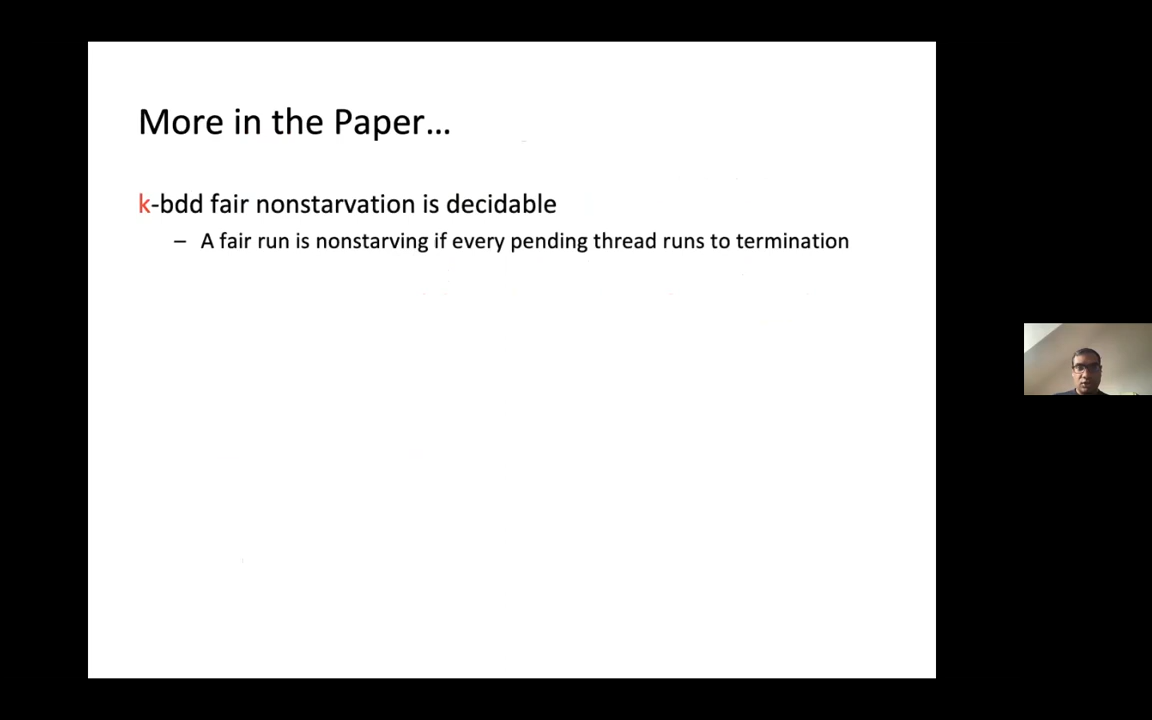 More in the Paper…
k-bdd fair nonstarvation is decidable
– A fair run is nonstarving if every pending thread runs to termination